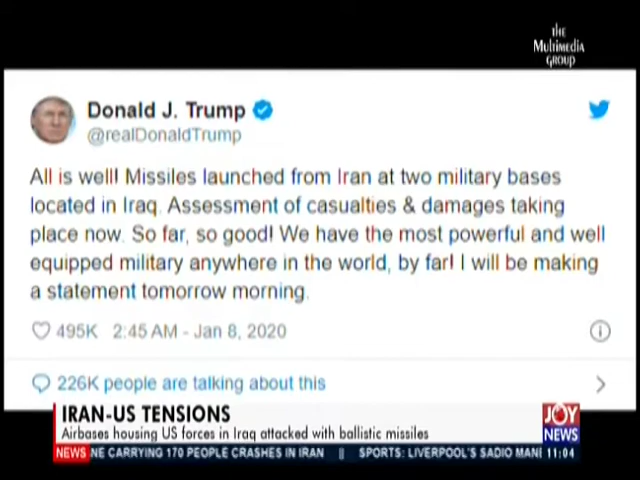 THE
Multimedia
GROUP
Donald J. Trump
@realDonaldTrump
All is well! Missiles launched from Iran at two military bases
located in Iraq. Assessment of casualties & damages taking
place now. So far, so good! We have the most powerful and well
equipped military anywhere in the world, by far! I will be making
a statement tomorrow morning.
495K 2:45 AM - Jan 8, 2020
226K people are talking about this
IRAN-US TENSIONS
Airbases housing US forces in Iraq attacked with ballistic missiles
JOY
NEWS
NEWS NE CARRYING 170 PEOPLE CRASHES IN IRAN || SPORTS: LIVERPOOL'S SADIO MANE 11:04